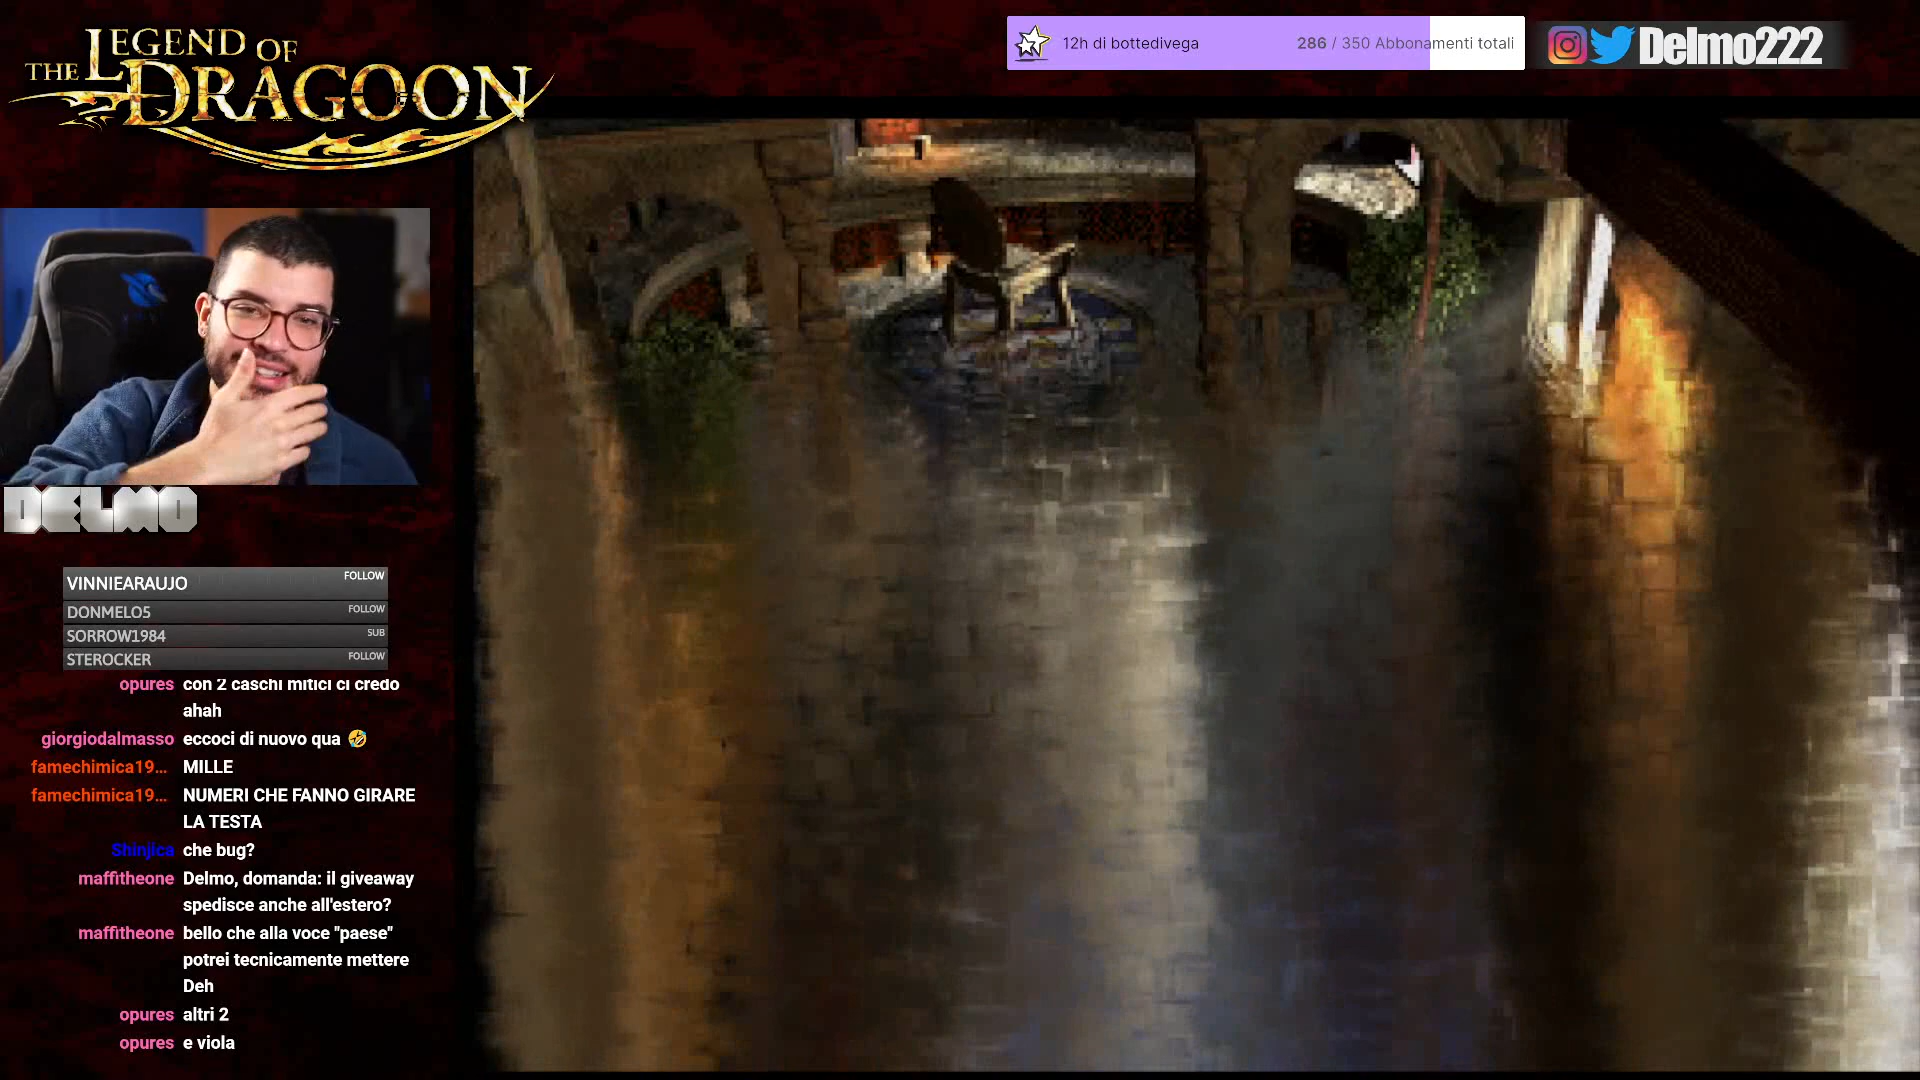 THE LEGEND OF
DRAGOON
12h di bottedivega
286 / 350 Abbonamenti totali
Delmo222
DELMO
VINNIEARAUJO FOLLOW
DONMELO5 FOLLOW
SORROW1984 SUB
STEROCKER FOLLOW
opures con 2 caschi mitici ci credo
ahah
giorgiodalmasso eccoci di nuovo qua 🤣
famechimica19... MILLE
famechimica19... NUMERI CHE FANNO GIRARE
LA TESTA
Shinjica che bug?
maffitheone Delmo, domanda: il giveaway
spedisce anche all'estero?
maffitheone bello che alla voce "paese"
potrei tecnicamente mettere
Deh
opures altri 2
opures e viola